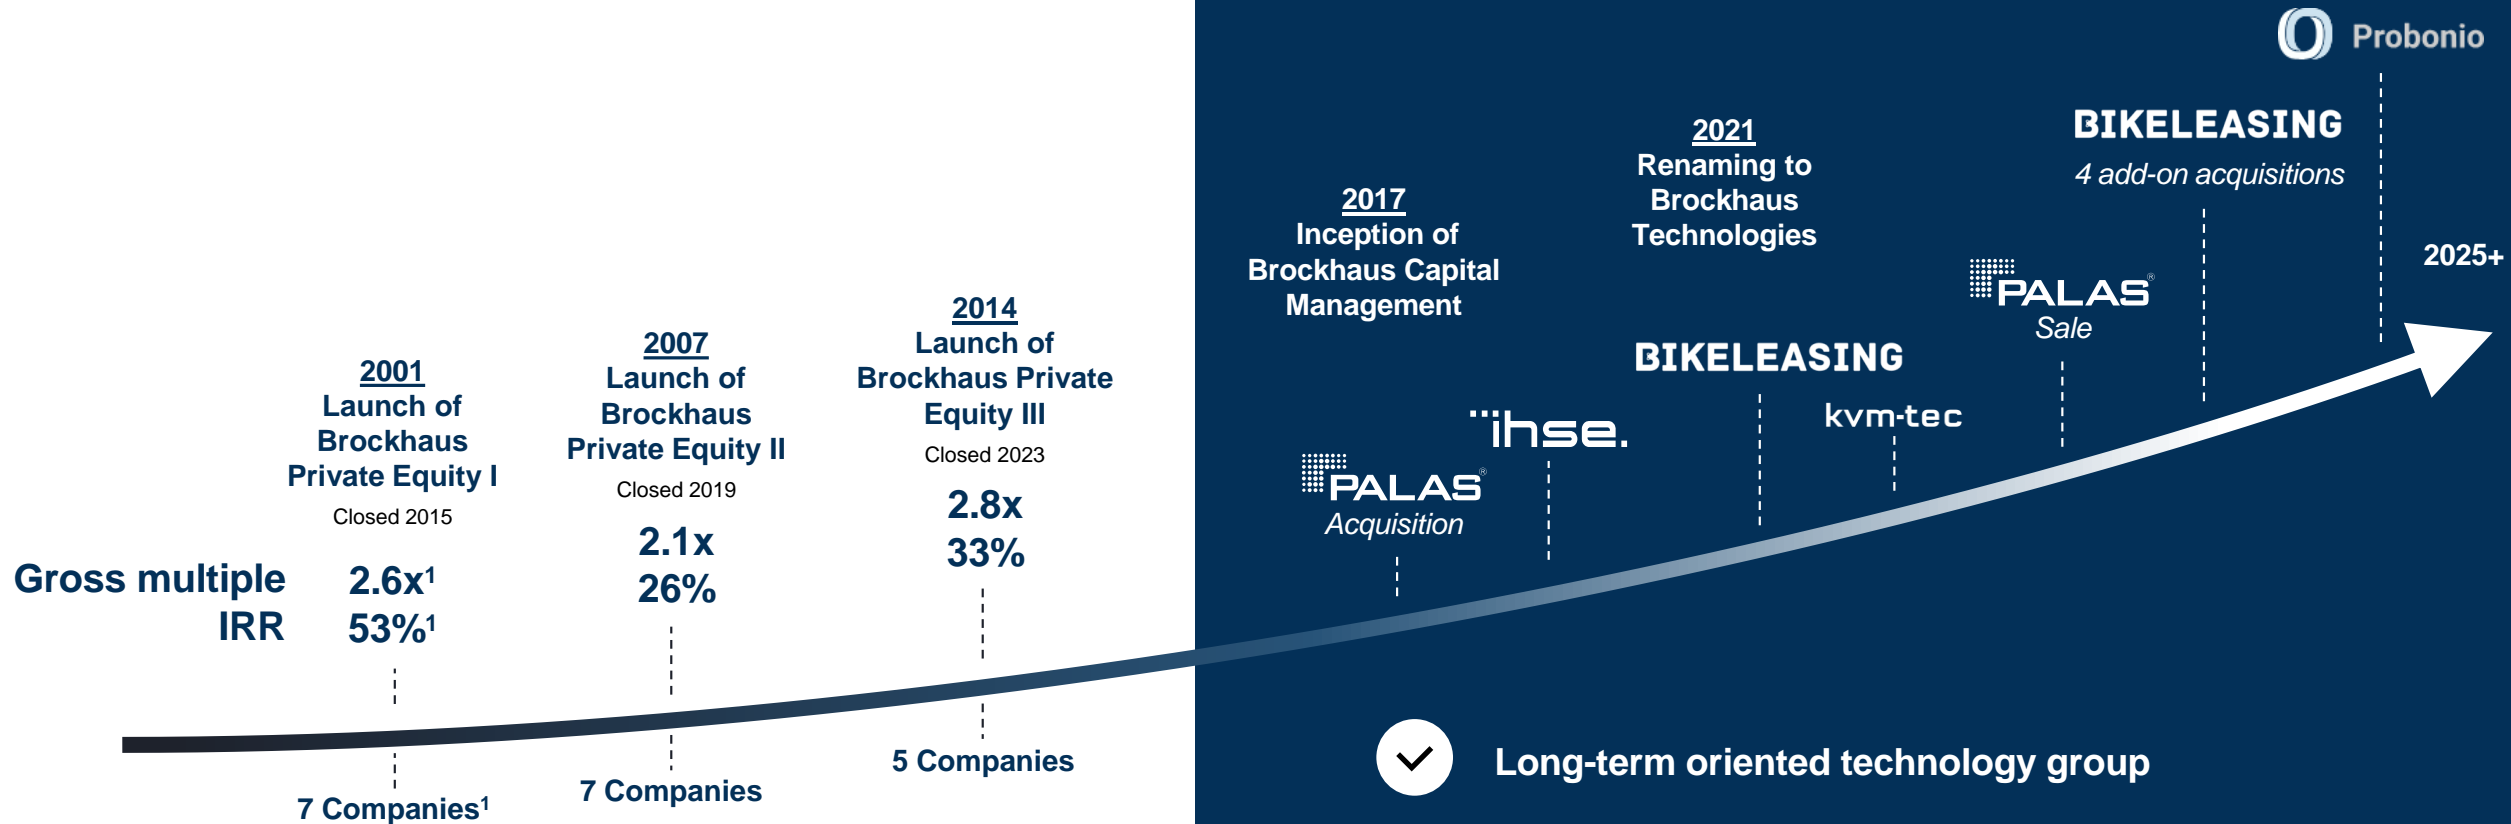 2001
Launch of
Brockhaus
Private Equity I
Closed 2015
Gross multiple
2.6x¹
IRR
53%¹
7 Companies¹
2007
Launch of
Brockhaus
Private Equity II
Closed 2019
2.1x
26%
7 Companies
2014
Launch of
Brockhaus Private
Equity III
Closed 2023
2.8x
33%
5 Companies
2017
Inception of
Brockhaus Capital
Management
PALAS®
Acquisition
ihse.
2021
Renaming to
Brockhaus
Technologies
BIKELEASING
kvm-tec
PALAS®
Sale
BIKELEASING
4 add-on acquisitions
Probonio
2025+
Long-term oriented technology group